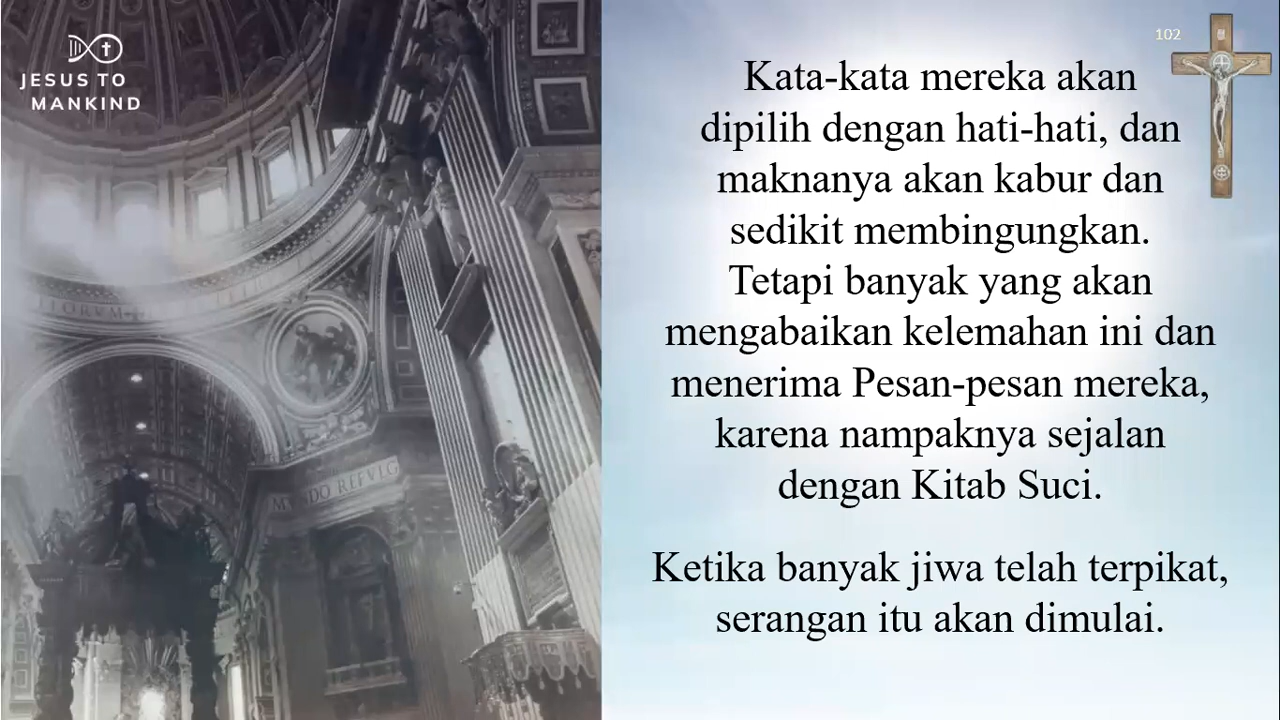 JESUS TO
MANKIND
102
Kata-kata mereka akan
dipilih dengan hati-hati, dan
maknanya akan kabur dan
sedikit membingungkan.
Tetapi banyak yang akan
mengabaikan kelemahan ini dan
menerima Pesan-pesan mereka,
karena nampaknya sejalan
dengan Kitab Suci.
Ketika banyak jiwa telah terpikat,
serangan itu akan dimulai.